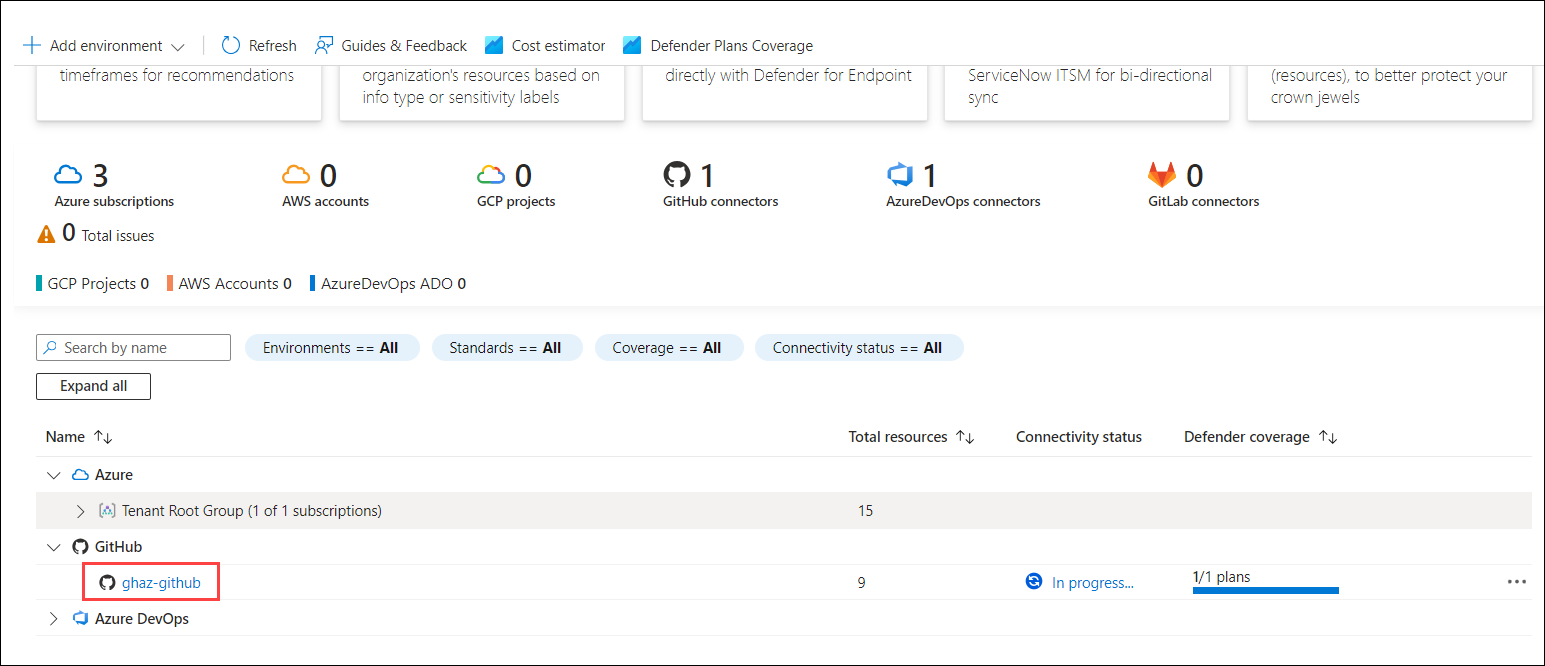 Add environment
Refresh
Guides & Feedback
Cost estimator
Defender Plans Coverage
timeframes for recommendations
organization's resources based on
info type or sensitivity labels
directly with Defender for Endpoint
ServiceNow ITSM for bi-directional
sync
(resources), to better protect your
crown jewels
3
Azure subscriptions
0
AWS accounts
0
GCP projects
1
GitHub connectors
1
AzureDevOps connectors
0
GitLab connectors
0 Total issues
GCP Projects 0
AWS Accounts 0
AzureDevOps ADO 0
Search by name
Environments == All
Standards == All
Coverage == All
Connectivity status == All
Expand all
Name
Total resources
Connectivity status
Defender coverage
Azure
Tenant Root Group (1 of 1 subscriptions)
15
GitHub
ghaz-github
9
In progress...
1/1 plans
Azure DevOps